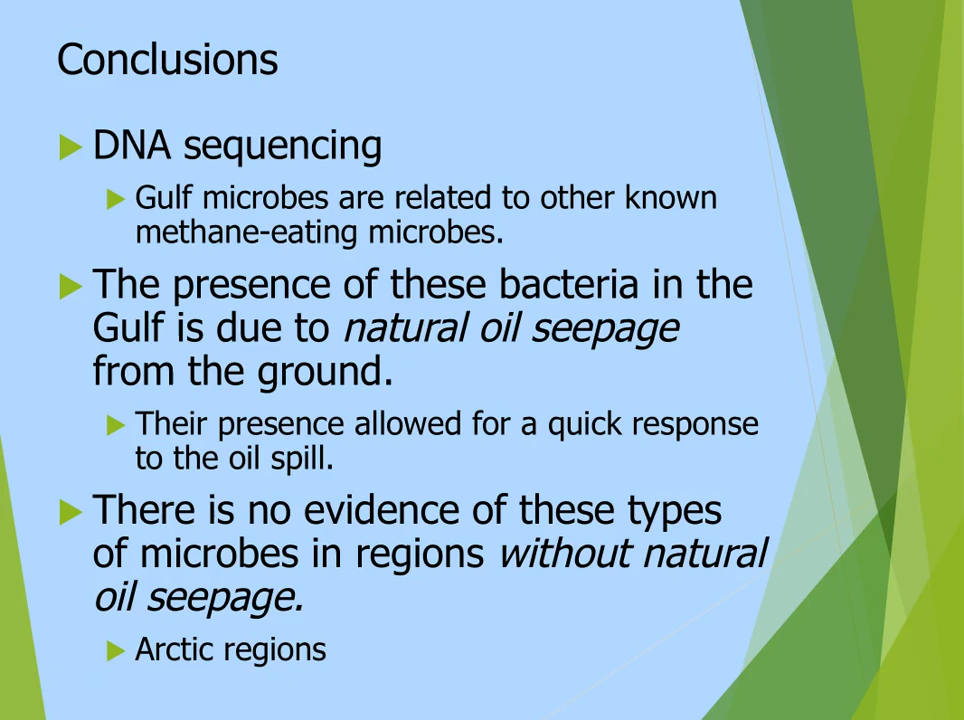 Conclusions
DNA sequencing
Gulf microbes are related to other known
methane-eating microbes.
The presence of these bacteria in the
Gulf is due to natural oil seepage
from the ground.
Their presence allowed for a quick response
to the oil spill.
There is no evidence of these types
of microbes in regions without natural
oil seepage.
Arctic regions